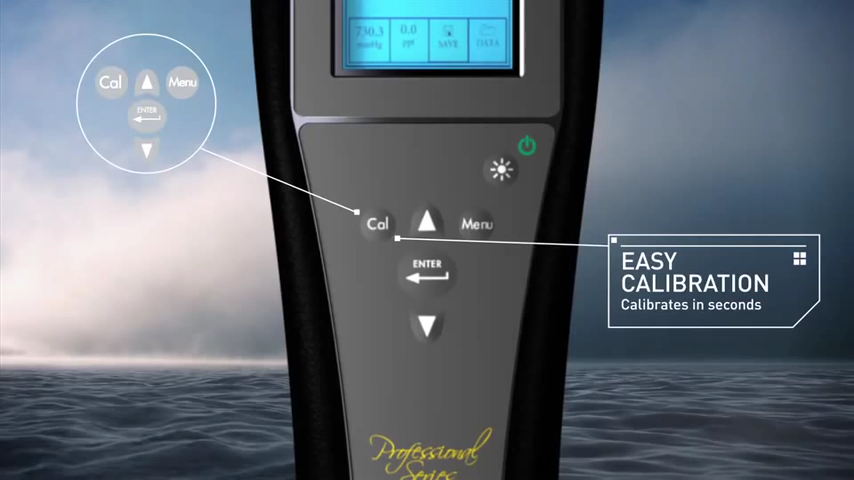 730.3 0.0
mmHg ppt SAVE DATA
Cal Menu
ENTER
Cal Menu
ENTER
EASY
CALIBRATION
Calibrates in seconds
Professional
Series